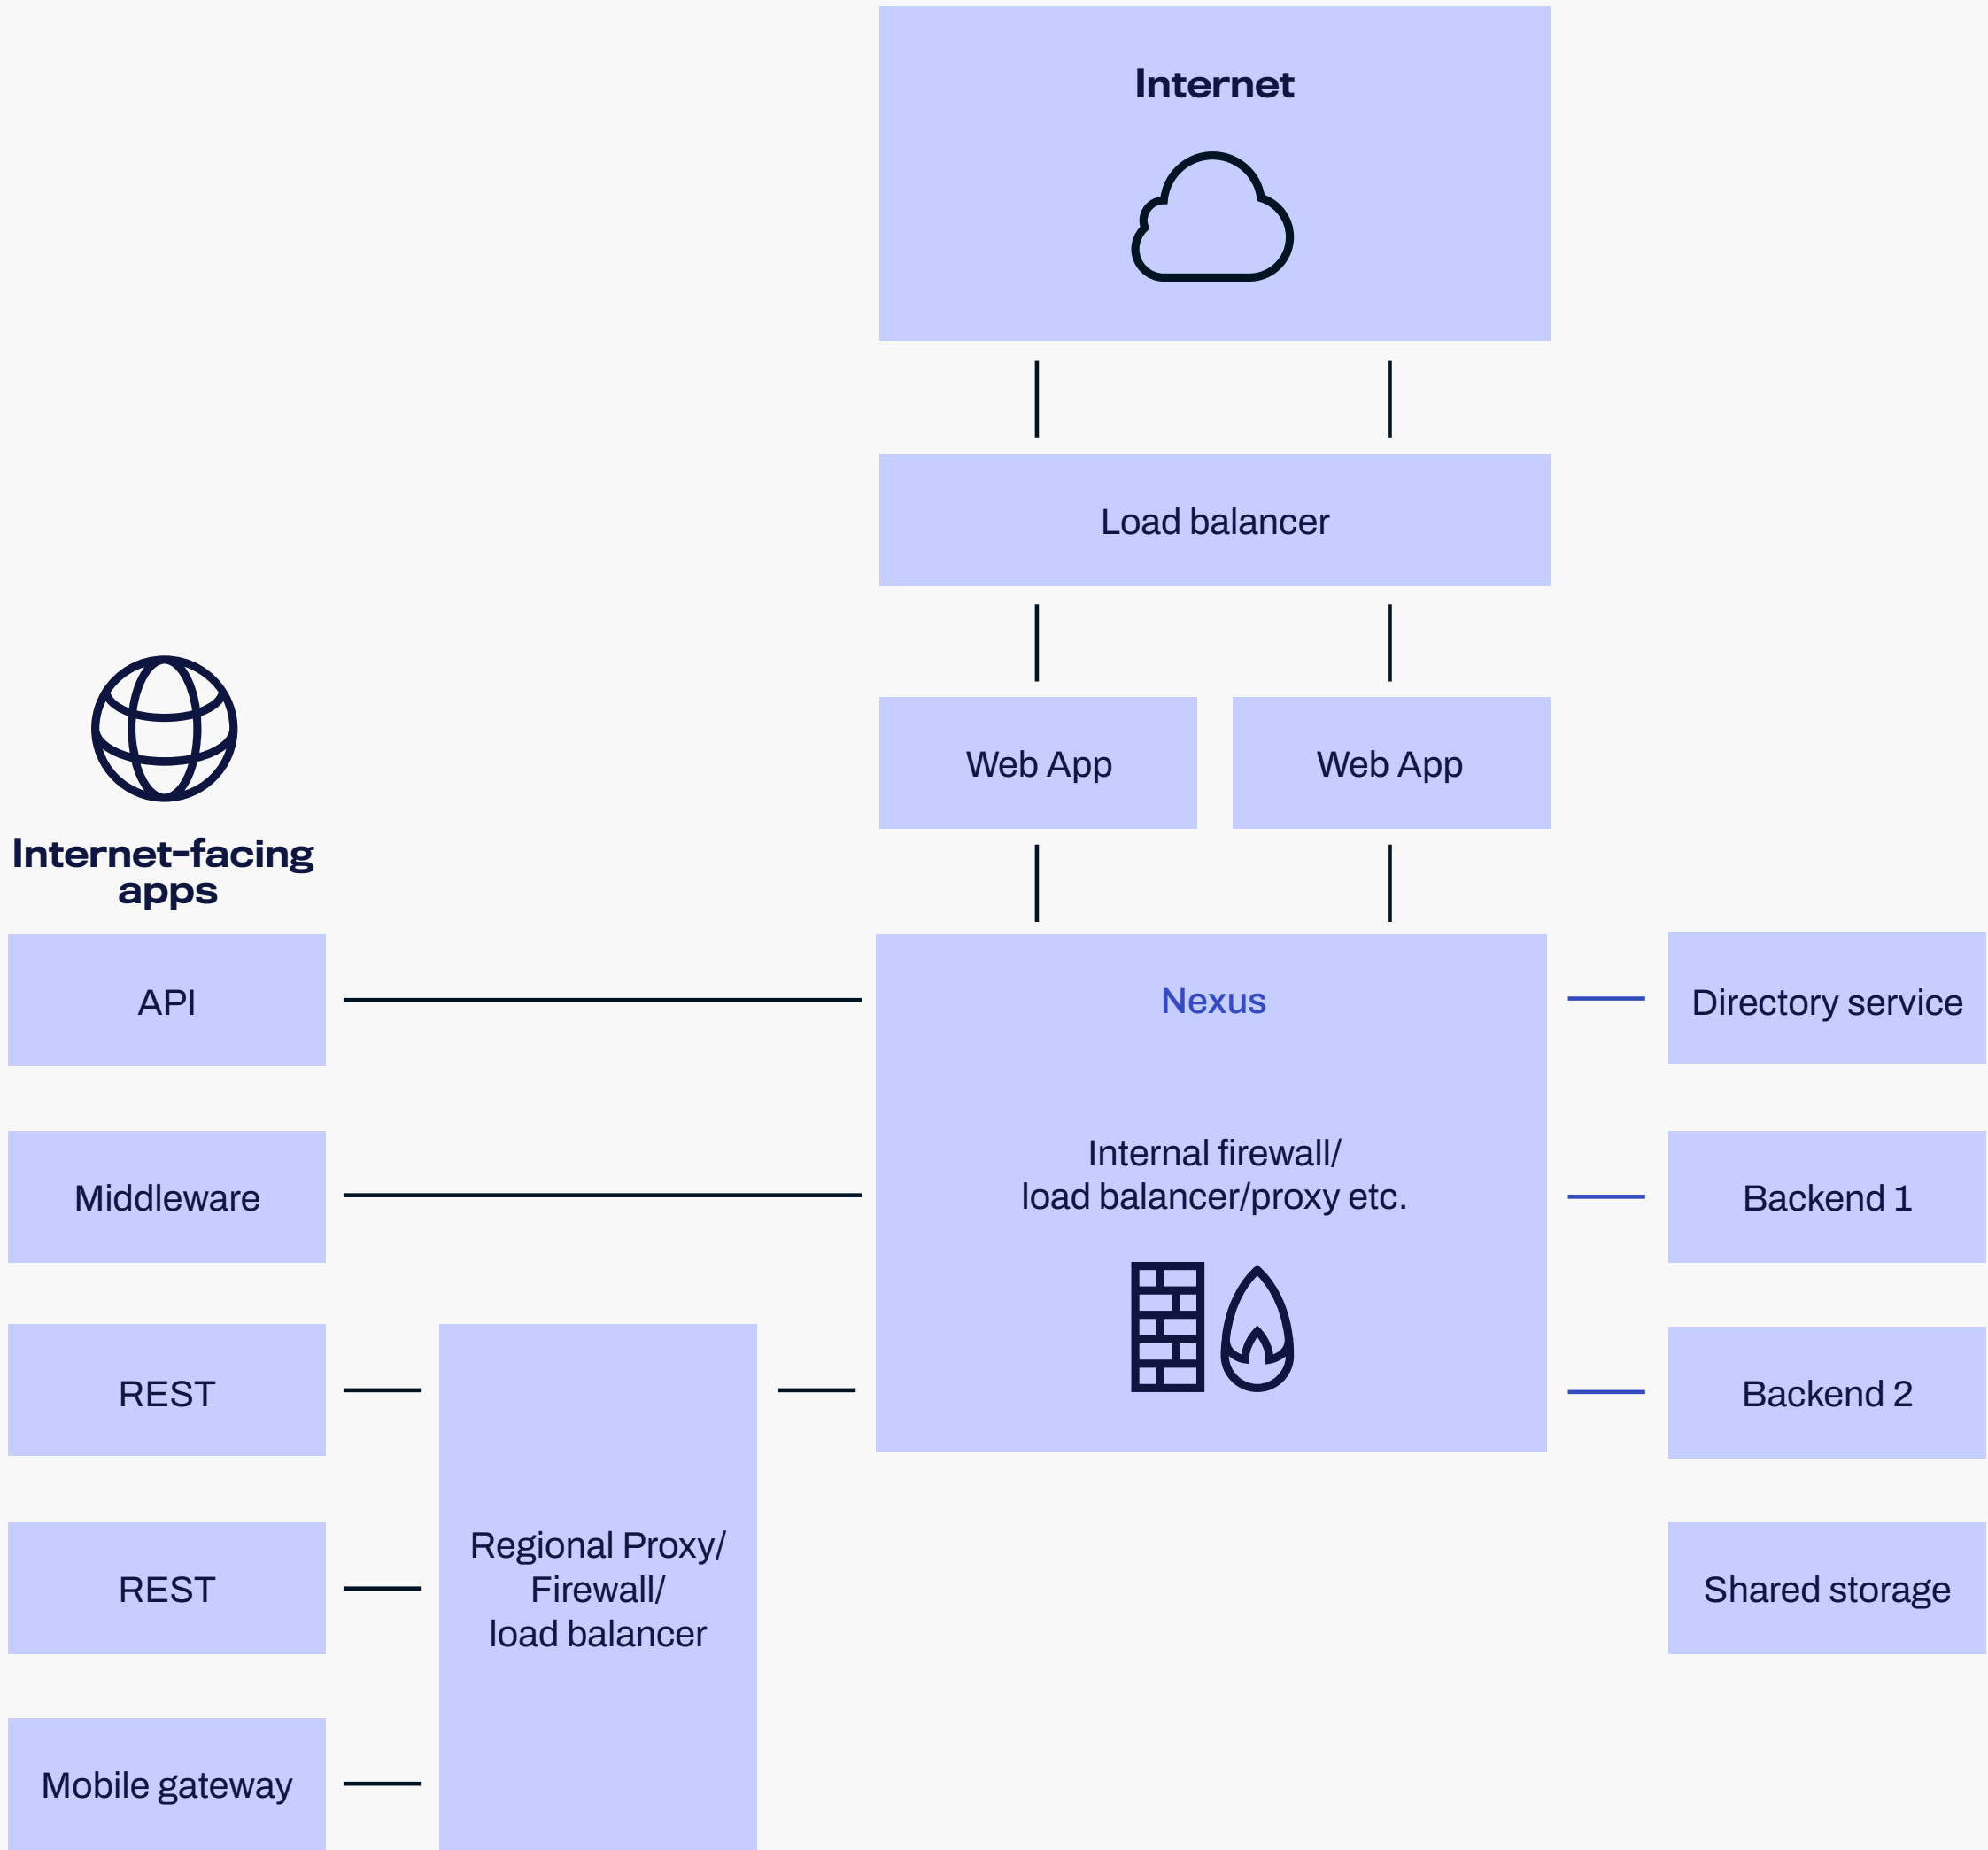 Internet
Load balancer
Web App
Web App
Internet-facing
apps
API
Nexus
Directory service
Middleware
Internal firewall/
load balancer/proxy etc.
Backend 1
REST
Backend 2
Regional Proxy/
Firewall/
load balancer
REST
Shared storage
Mobile gateway